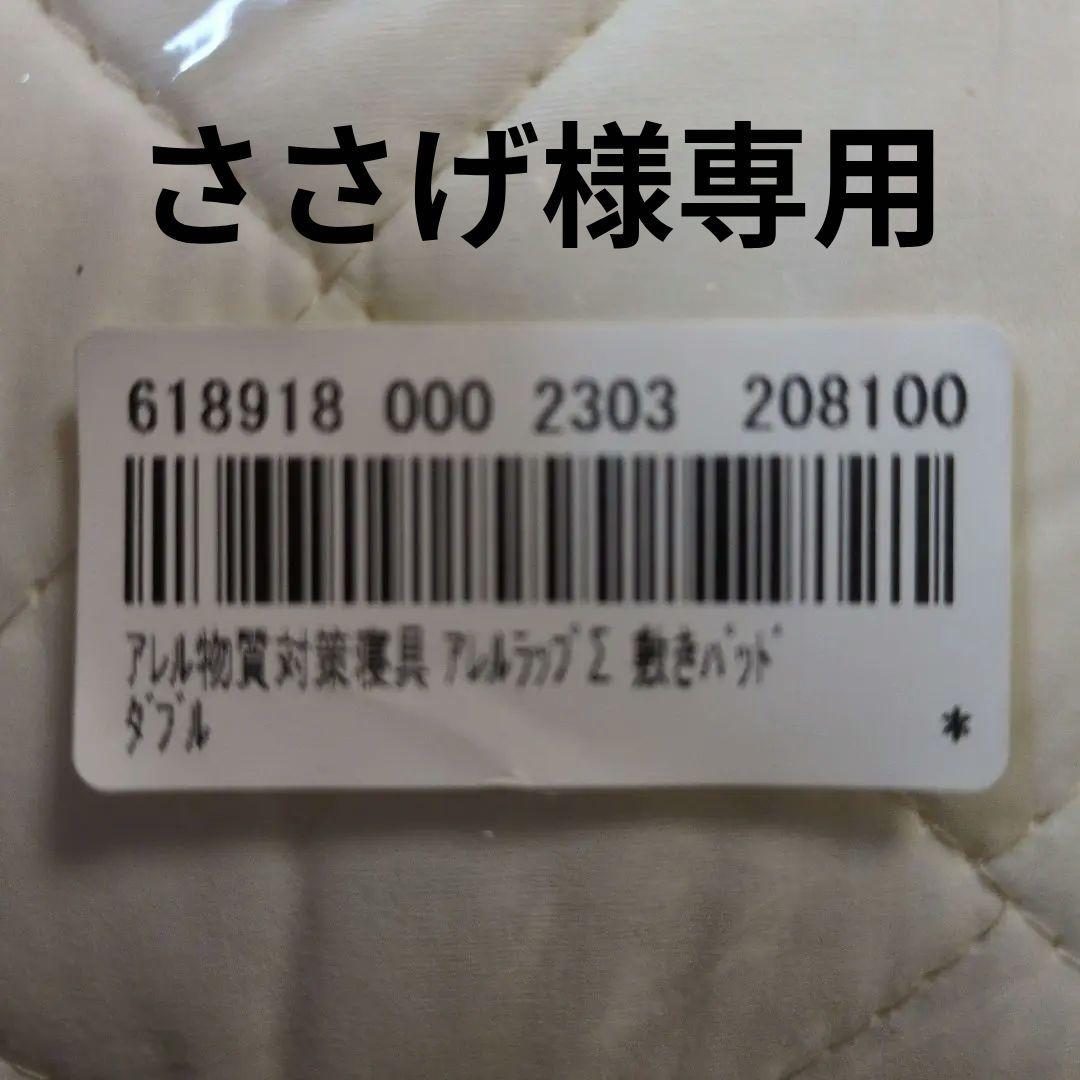 ささげ様専用
618918 000 2303 208100
アレル物質対策寝具 アレルラップΣ 敷きパッド
ダブル
*